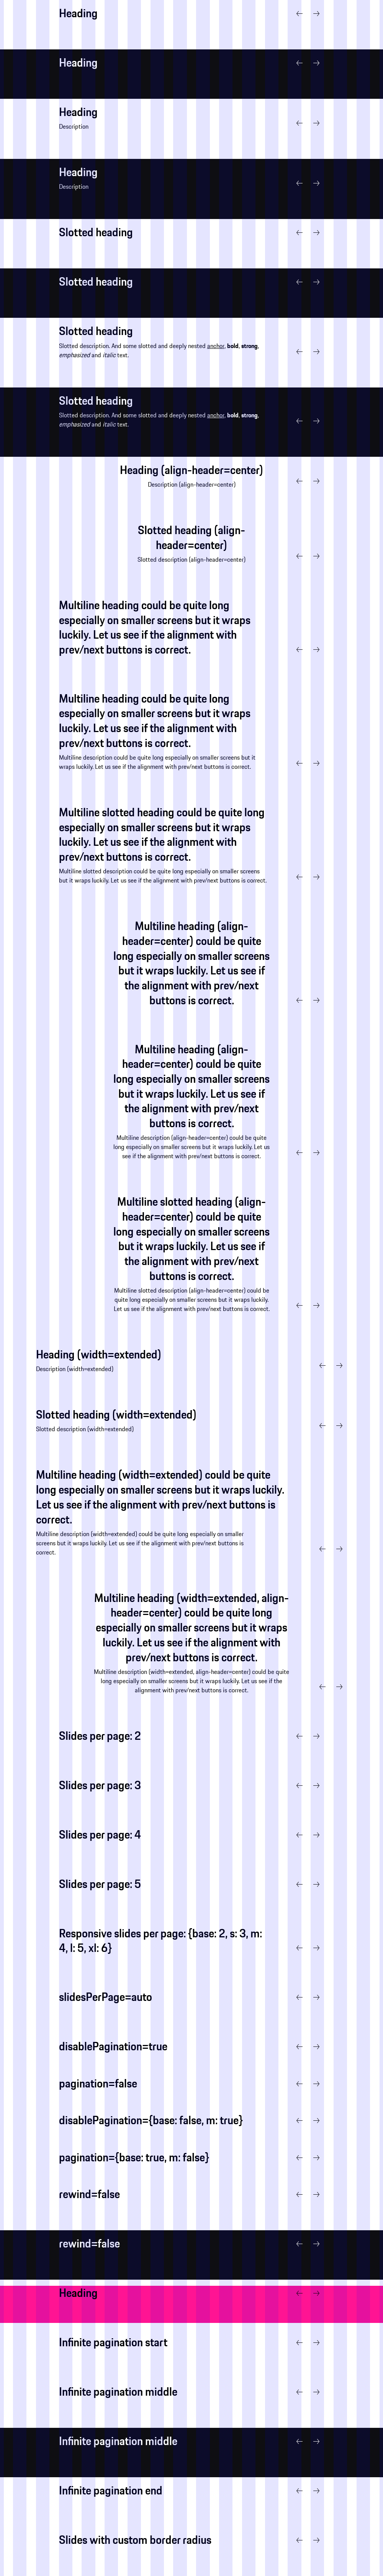 Heading
Heading
Heading
Description
Heading
Description
Slotted heading
Slotted heading
Slotted heading
Slotted description. And some slotted and deeply nested anchor, bold, strong,
emphasized and italic text.
Slotted heading
Slotted description. And some slotted and deeply nested anchor, bold, strong,
emphasized and italic text.
Heading (align-header=center)
Description (align-header=center)
Slotted heading (align-
header=center)
Slotted description (align-header=center)
Multiline heading could be quite long
especially on smaller screens but it wraps
luckily. Let us see if the alignment with
prev/next buttons is correct.
Multiline heading could be quite long
especially on smaller screens but it wraps
luckily. Let us see if the alignment with
prev/next buttons is correct.
Multiline description could be quite long especially on smaller screens but it
wraps luckily. Let us see if the alignment with prev/next buttons is correct.
Multiline slotted heading could be quite long
especially on smaller screens but it wraps
luckily. Let us see if the alignment with
prev/next buttons is correct.
Multiline slotted description could be quite long especially on smaller screens
but it wraps luckily. Let us see if the alignment with prev/next buttons is correct.
Multiline heading (align-
header=center) could be quite
long especially on smaller screens
but it wraps luckily. Let us see if
the alignment with prev/next
buttons is correct.
Multiline heading (align-
header=center) could be quite
long especially on smaller screens
but it wraps luckily. Let us see if
the alignment with prev/next
buttons is correct.
Multiline description (align-header=center) could be quite
long especially on smaller screens but it wraps luckily. Let us
see if the alignment with prev/next buttons is correct.
Multiline slotted heading (align-
header=center) could be quite
long especially on smaller screens
but it wraps luckily. Let us see if
the alignment with prev/next
buttons is correct.
Multiline slotted description (align-header=center) could be
quite long especially on smaller screens but it wraps luckily.
Let us see if the alignment with prev/next buttons is correct.
Heading (width=extended)
Description (width=extended)
Slotted heading (width=extended)
Slotted description (width=extended)
Multiline heading (width=extended) could be quite
long especially on smaller screens but it wraps luckily.
Let us see if the alignment with prev/next buttons is
correct.
Multiline description (width=extended) could be quite long especially on smaller
screens but it wraps luckily. Let us see if the alignment with prev/next buttons is
correct.
Multiline heading (width=extended, align-
header=center) could be quite long
especially on smaller screens but it wraps
luckily. Let us see if the alignment with
prev/next buttons is correct.
Multiline description (width=extended, align-header=center) could be quite
long especially on smaller screens but it wraps luckily. Let us see if the
alignment with prev/next buttons is correct.
Slides per page: 2
Slides per page: 3
Slides per page: 4
Slides per page: 5
Responsive slides per page: {base: 2, s: 3, m:
4, l: 5, xl: 6}
slidesPerPage=auto
disablePagination=true
pagination=false
disablePagination={base: false, m: true}
pagination={base: true, m: false}
rewind=false
rewind=false
Heading
Infinite pagination start
Infinite pagination middle
Infinite pagination middle
Infinite pagination end
Slides with custom border radius